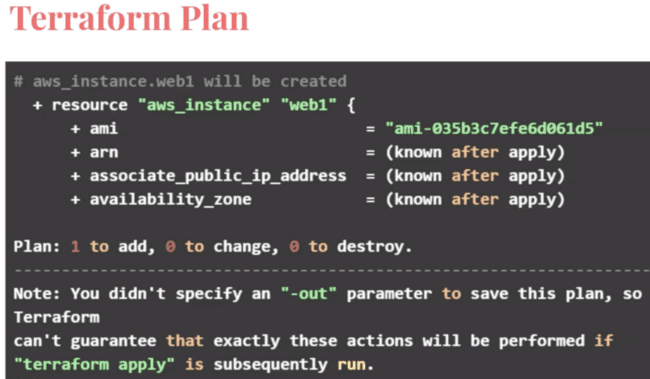 Terraform Plan
# aws_instance.web1 will be created
+ resource "aws_instance" "web1" {
+ ami = "ami-035b3c7efe6d061d5"
+ arn = (known after apply)
+ associate_public_ip_address = (known after apply)
+ availability_zone = (known after apply)
Plan: 1 to add, 0 to change, 0 to destroy.
------------------------------------------------------------------------
Note: You didn't specify an "-out" parameter to save this plan, so
Terraform
can't guarantee that exactly these actions will be performed if
"terraform apply" is subsequently run.